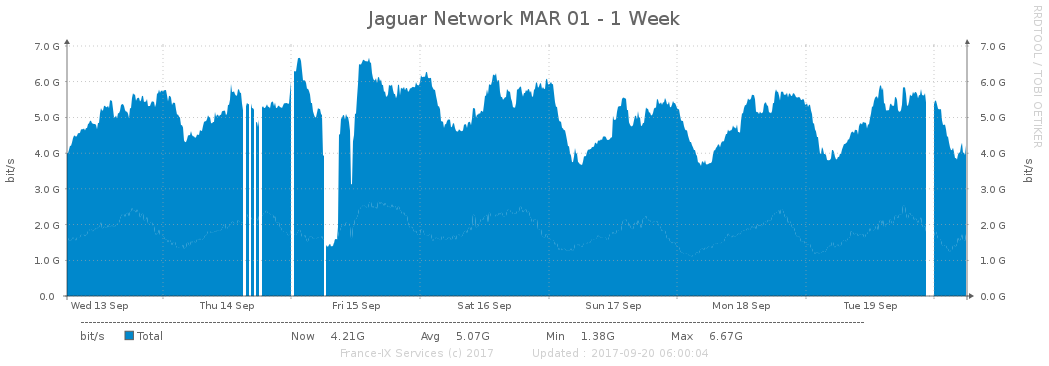 Jaguar Network MAR 01 - 1 Week
RRDTOOL / TOBI OETIKER
7.0 G 7.0 G
6.0 G 6.0 G
5.0 G 5.0 G
4.0 G 4.0 G
bit/s bit/s
3.0 G 3.0 G
2.0 G 2.0 G
1.0 G 1.0 G
0.0 0.0 G
Wed 13 Sep Thu 14 Sep Fri 15 Sep Sat 16 Sep Sun 17 Sep Mon 18 Sep Tue 19 Sep
bit/s Total Now 4.21G Avg 5.07G Min 1.38G Max 6.67G
France-IX Services (c) 2017 Updated : 2017-09-20 06:00:04